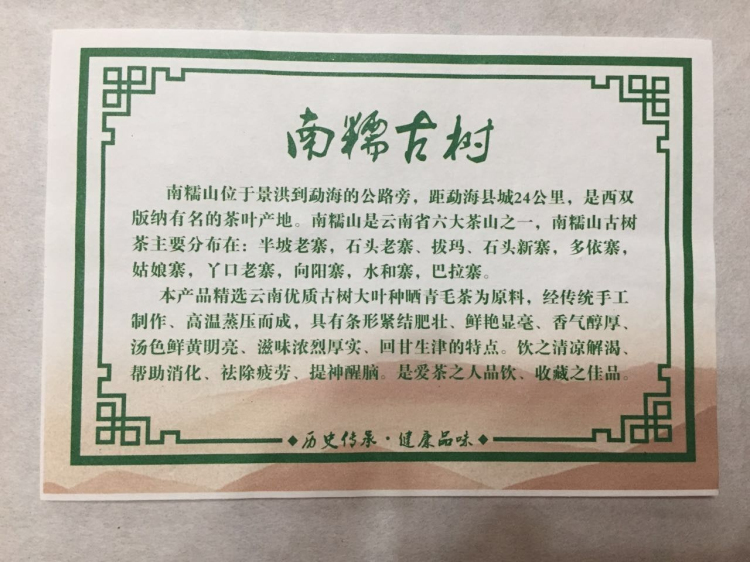 南糯古树
南糯山位于景洪到勐海的公路旁，距勐海县城24公里，是西双
版纳有名的茶叶产地。南糯山是云南省六大茶山之一，南糯山古树
茶主要分布在：半坡老寨，石头老寨、拔玛、石头新寨，多依寨，
姑娘寨，丫口老寨，向阳寨，水和寨，巴拉寨。
本产品精选云南优质古树大叶种晒青毛茶为原料，经传统手工
制作、高温蒸压而成，具有条形紧结肥壮、鲜艳显毫、香气醇厚、
汤色鲜黄明亮、滋味浓烈厚实、回甘生津的特点。饮之清凉解渴、
帮助消化、祛除疲劳、提神醒脑。是爱茶之人品饮、收藏之佳品。
◆历史传承·健康品味◆